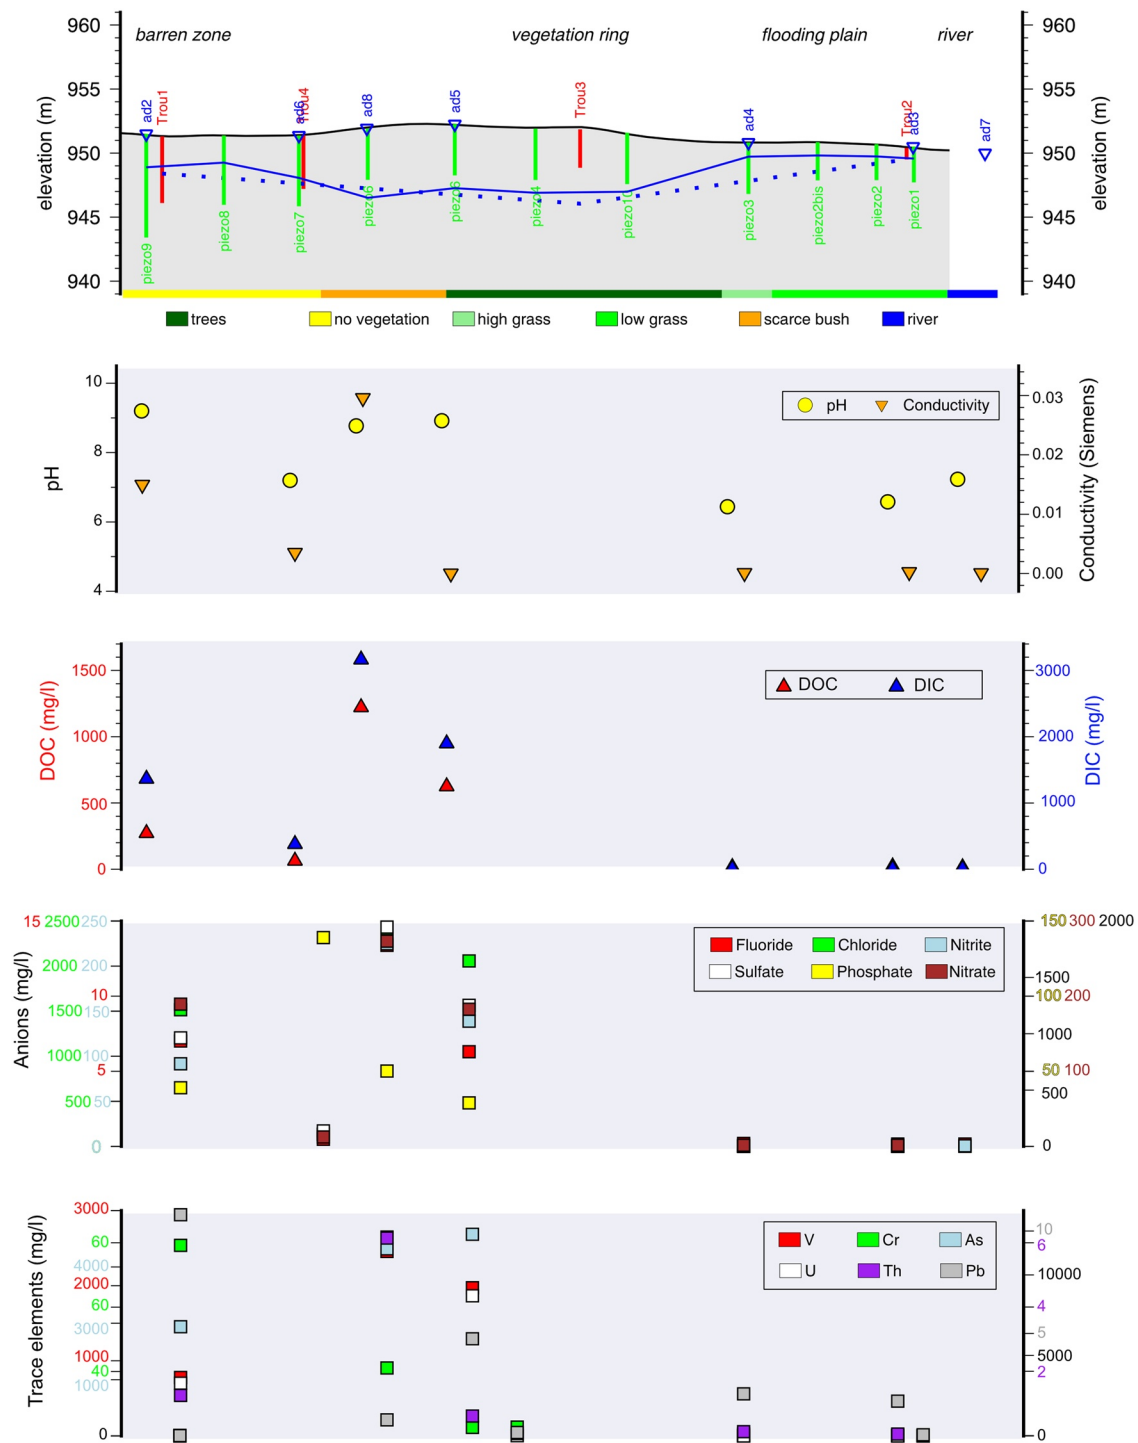 960 960
barren zone vegetation ring flooding plain river
955 955
ad2 Trou1 ad6 Trou4 ad8 ad5 Trou3 ad4 Trou2 ad3 ad7
950 950
elevation (m) elevation (m)
945 945
piezo9 piezo8 piezo7 piezo6 piezo5 piezo4 piezo10 piezo3 piezo2bis piezo2 piezo1
940 940
trees no vegetation high grass low grass scarce bush river
10
pH Conductivity 0.03
8
0.02
pH Conductivity (Siemens)
6 0.01
0.00
4
1500 3000
DOC DIC
DOC (mg/l) DIC (mg/l)
1000 2000
500 1000
0 0
15 2500 250 150 300 2000
Fluoride Chloride Nitrite
2000 200 Sulfate Phosphate Nitrate 1500
10 100 200
Anions (mg/l)
1500 150
1000
1000 100
5 50 100
500 50 500
0 0
3000
10
60 V Cr As 6
4000
2000 U Th Pb 10000
60 4
3000 5
Trace elements (mg/l)
1000 5000
40 2
1000
0 0